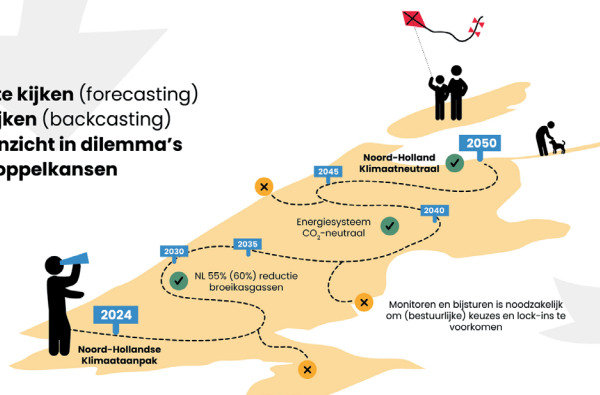 te kijken (forecasting)
jken (backcasting)
nzicht in dilemma's
oppelkansen
2050
Noord-Holland
Klimaatneutraal
2045
2040
Energiesysteem
CO₂-neutraal
2035
2030
NL 55% (60%) reductie
broeikasgassen
Monitoren en bijsturen is noodzakelijk
om (bestuurlijke) keuzes en lock-ins te
voorkomen
2024
Noord-Hollandse
Klimaataanpak